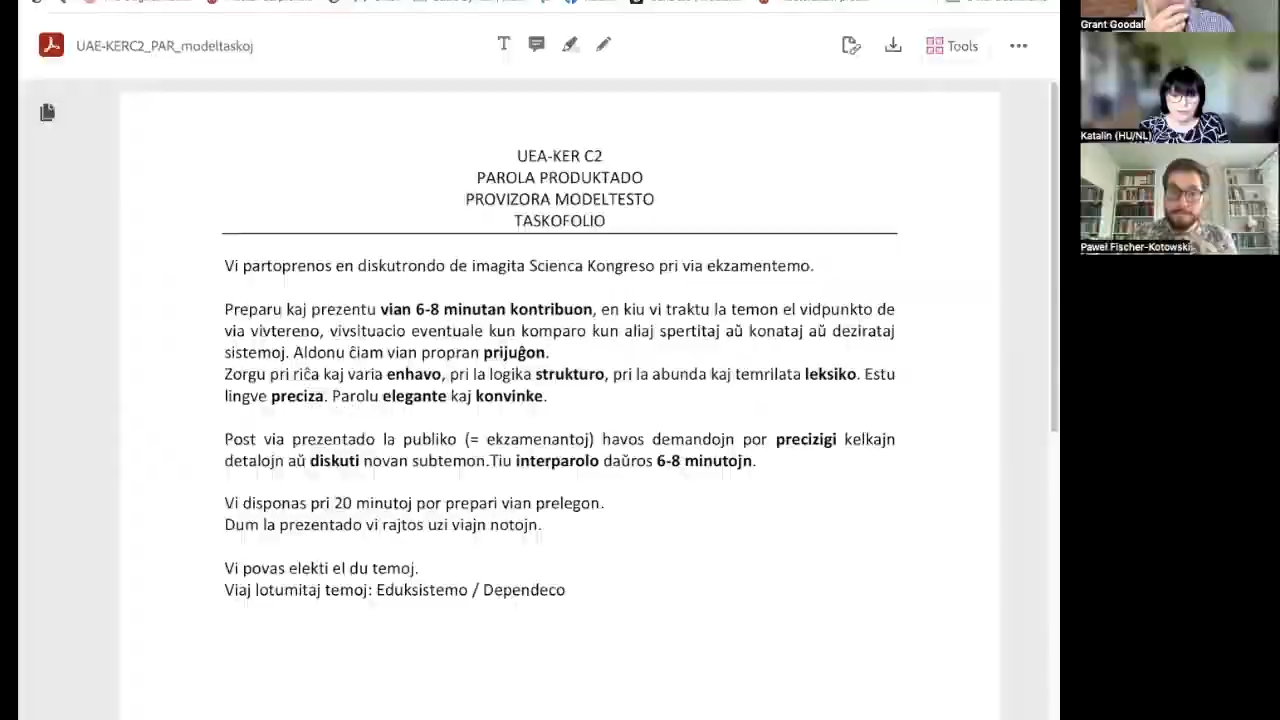 UAE-KERC2_PAR_modeltaskoj
Tools
Grant Goodall
Katalin (HU/NL)
Paweł Fischer-Kotowski
UEA-KER C2
PAROLA PRODUKTADO
PROVIZORA MODELTESTO
TASKOFOLIO
Vi partoprenos en diskutrondo de imagita Scienca Kongreso pri via ekzamentemo.
Preparu kaj prezentu vian 6-8 minutan kontribuon, en kiu vi traktu la temon el vidpunkto de
via vivtereno, vivsituacio eventuale kun komparo kun aliaj spertitaj aŭ konataj aŭ dezirataj
sistemoj. Aldonu ĉiam vian propran prijuĝon.
Zorgu pri riĉa kaj varia enhavo, pri la logika strukturo, pri la abunda kaj temrilata leksiko. Estu
lingve preciza. Parolu elegante kaj konvinke.
Post via prezentado la publiko (= ekzamenantoj) havos demandojn por precizigi kelkajn
detalojn aŭ diskuti novan subtemon.Tiu interparolo daŭros 6-8 minutojn.
Vi disponas pri 20 minutoj por prepari vian prelegon.
Dum la prezentado vi rajtos uzi viajn notojn.
Vi povas elekti el du temoj.
Viaj lotumitaj temoj: Eduksistemo / Dependeco